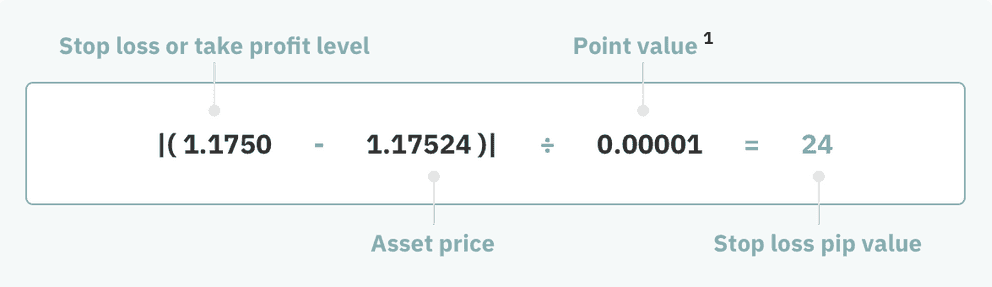 Stop loss or take profit level
Point value 1
|( 1.1750 - 1.17524 )| ÷ 0.00001 = 24
Asset price
Stop loss pip value